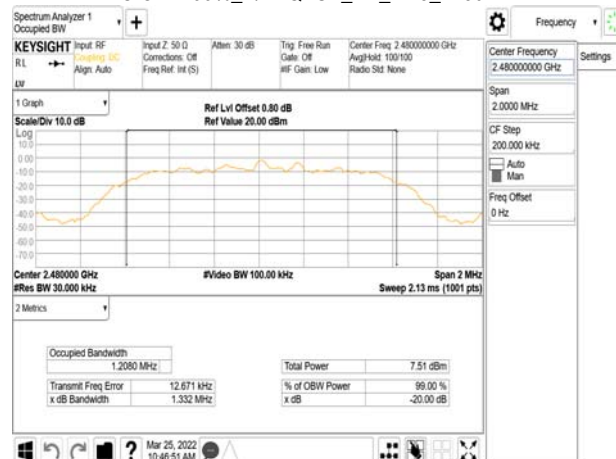 Spectrum Analyzer 1
Occupied BW
Frequency
KEYSIGHT
Input: RF
Coupling: DC
Align: Auto
Input Z: 50 Ω
Corrections: Off
Freq Ref: Int (S)
Atten: 30 dB
Trig: Free Run
Gate: Off
#IF Gain: Low
Center Freq: 2.480000000 GHz
Avg|Hold: 100/100
Radio Std: None
RL
Center Frequency
2.480000000 GHz
Settings
Span
2.0000 MHz
CF Step
200.000 kHz
Auto
Man
Freq Offset
0 Hz
1 Graph
Scale/Div 10.0 dB
Ref Lvl Offset 0.80 dB
Ref Value 20.00 dBm
Log
10.0
0.00
-10.0
-20.0
-30.0
-40.0
-50.0
-60.0
-70.0
Center 2.480000 GHz
#Res BW 30.000 kHz
#Video BW 100.00 kHz
Span 2 MHz
Sweep 2.13 ms (1001 pts)
2 Metrics
Occupied Bandwidth
1.2080 MHz
Total Power 7.51 dBm
Transmit Freq Error 12.671 kHz
% of OBW Power 99.00 %
x dB Bandwidth 1.332 MHz
x dB -20.00 dB
Mar 25, 2022
10:46:51 AM